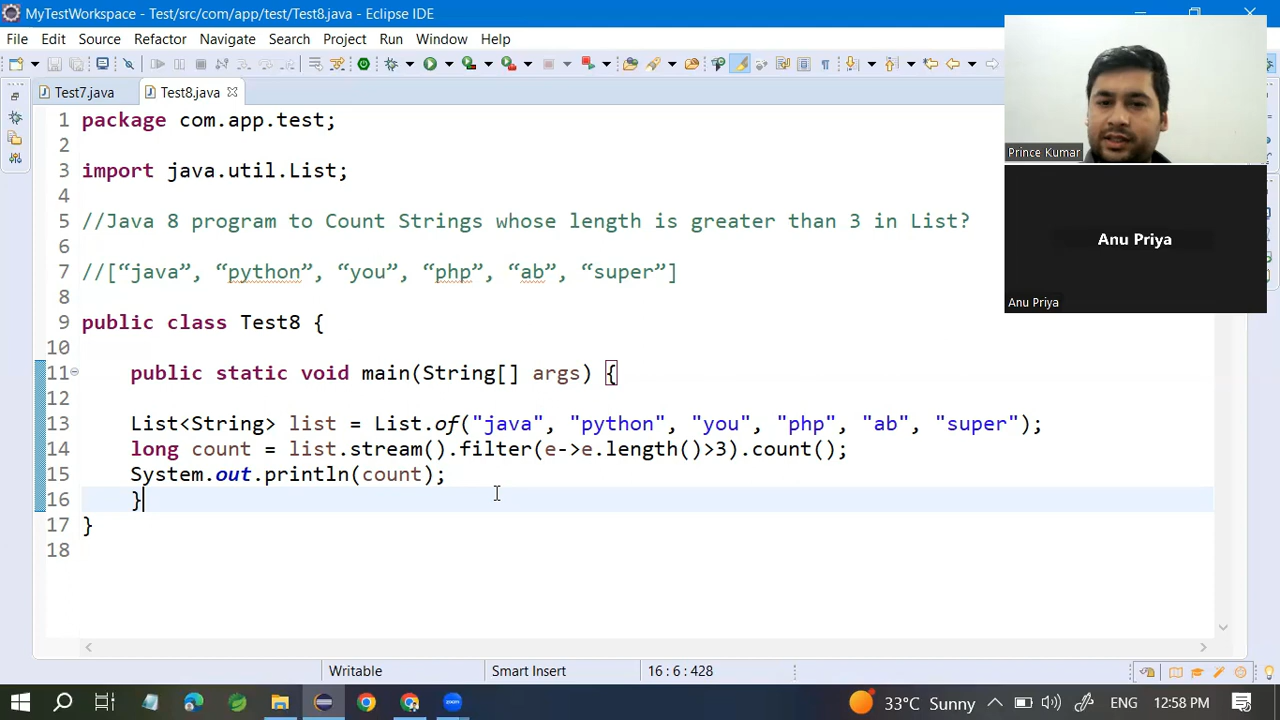 MyTestWorkspace - Test/src/com/app/test/Test8.java - Eclipse IDE
File Edit Source Refactor Navigate Search Project Run Window Help
Test7.java Test8.java
1 package com.app.test;
2
3 import java.util.List;
4
5 //Java 8 program to Count Strings whose length is greater than 3 in List?
6
7 //[“java”, “python”, “you”, “php”, “ab”, “super”]
8
9 public class Test8 {
10
11 public static void main(String[] args) {
12
13 List<String> list = List.of("java", "python", "you", "php", "ab", "super");
14 long count = list.stream().filter(e->e.length()>3).count();
15 System.out.println(count);
16 }
17 }
18
Prince Kumar
Anu Priya
Anu Priya
Writable Smart Insert 16 : 6 : 428
zoom
33°C Sunny ENG 12:58 PM